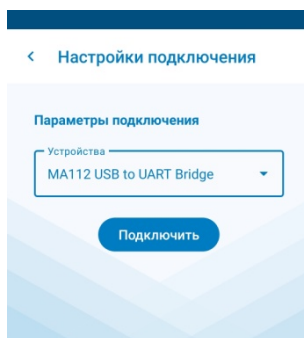 Настройки подключения
Параметры подключения
Устройства
MA112 USB to UART Bridge
Подключить